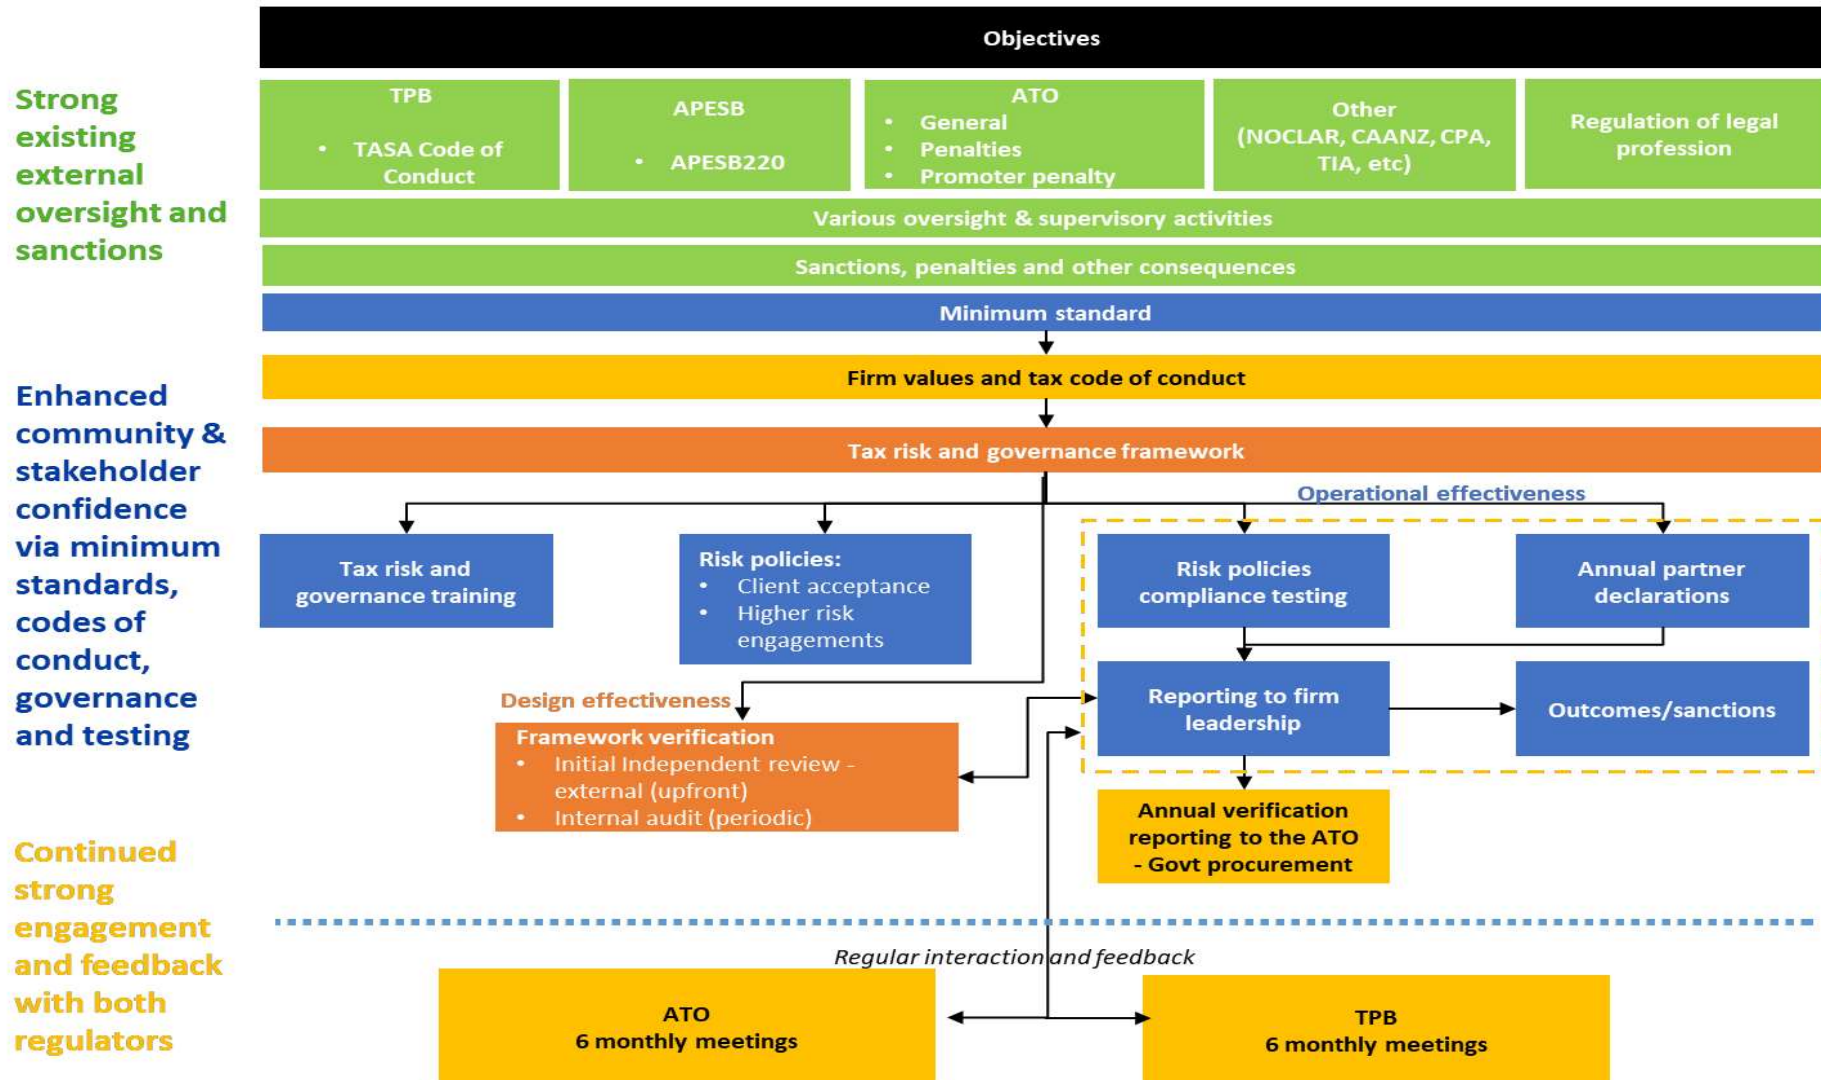 Objectives
Strong
existing
external
oversight and
sanctions
TPB
• TASA Code of
Conduct
APESB
• APESB220
ATO
• General
• Penalties
• Promoter penalty
Other
(NOCLAR, CAANZ, CPA,
TIA, etc)
Regulation of legal
profession
Various oversight & supervisory activities
Sanctions, penalties and other consequences
Minimum standard
Firm values and tax code of conduct
Tax risk and governance framework
Enhanced
community &
stakeholder
confidence
via minimum
standards,
codes of
conduct,
governance
and testing
Operational effectiveness
Tax risk and
governance training
Risk policies:
• Client acceptance
• Higher risk
engagements
Risk policies
compliance testing
Annual partner
declarations
Design effectiveness
Framework verification
• Initial Independent review -
external (upfront)
• Internal audit (periodic)
Reporting to firm
leadership
Outcomes/sanctions
Annual verification
reporting to the ATO
- Govt procurement
Continued
strong
engagement
and feedback
with both
regulators
Regular interaction and feedback
ATO
6 monthly meetings
TPB
6 monthly meetings